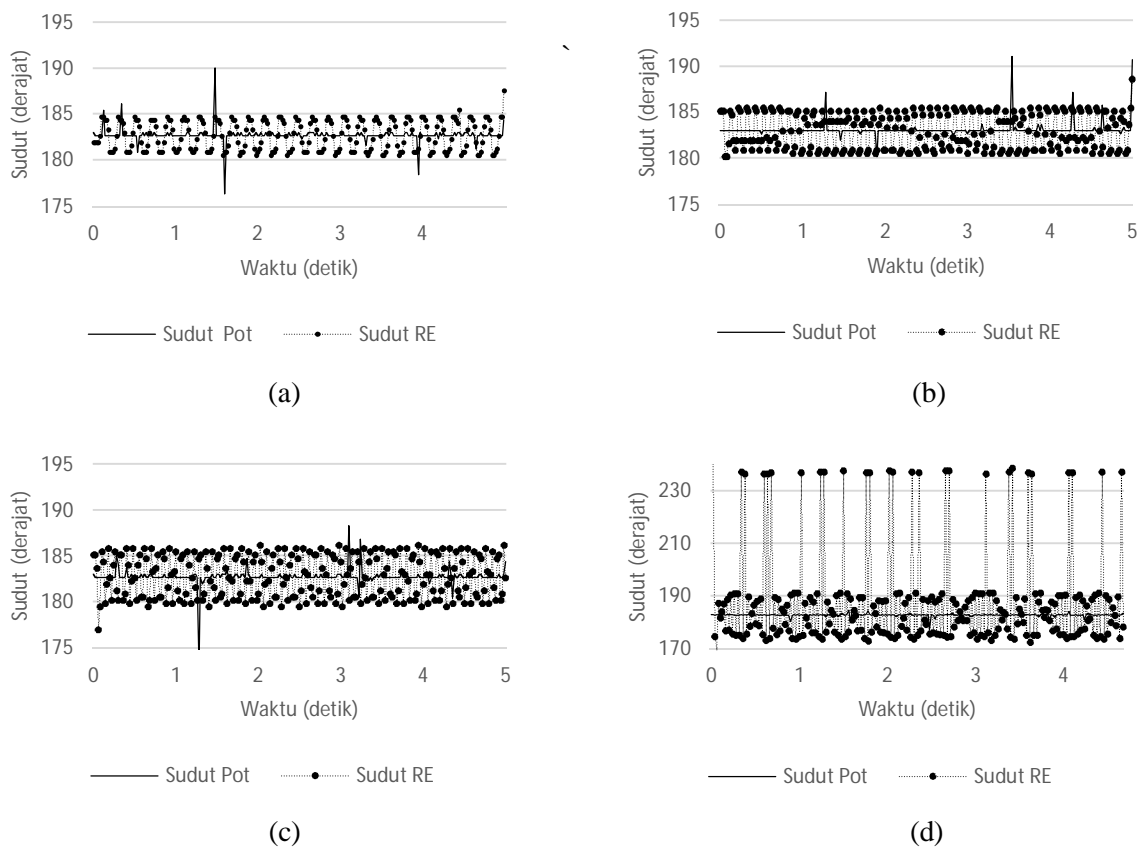 195
190
185
180
175
Sudut (derajat)
0 1 2 3 4
Waktu (detik)
Sudut Pot Sudut RE
(a)
`
195
190
185
180
175
Sudut (derajat)
0 1 2 3 4 5
Waktu (detik)
Sudut Pot Sudut RE
(b)
195
190
185
180
175
Sudut (derajat)
0 1 2 3 4 5
Waktu (detik)
Sudut Pot Sudut RE
(c)
230
210
190
170
Sudut (derajat)
0 1 2 3 4
Waktu (detik)
Sudut Pot Sudut RE
(d)